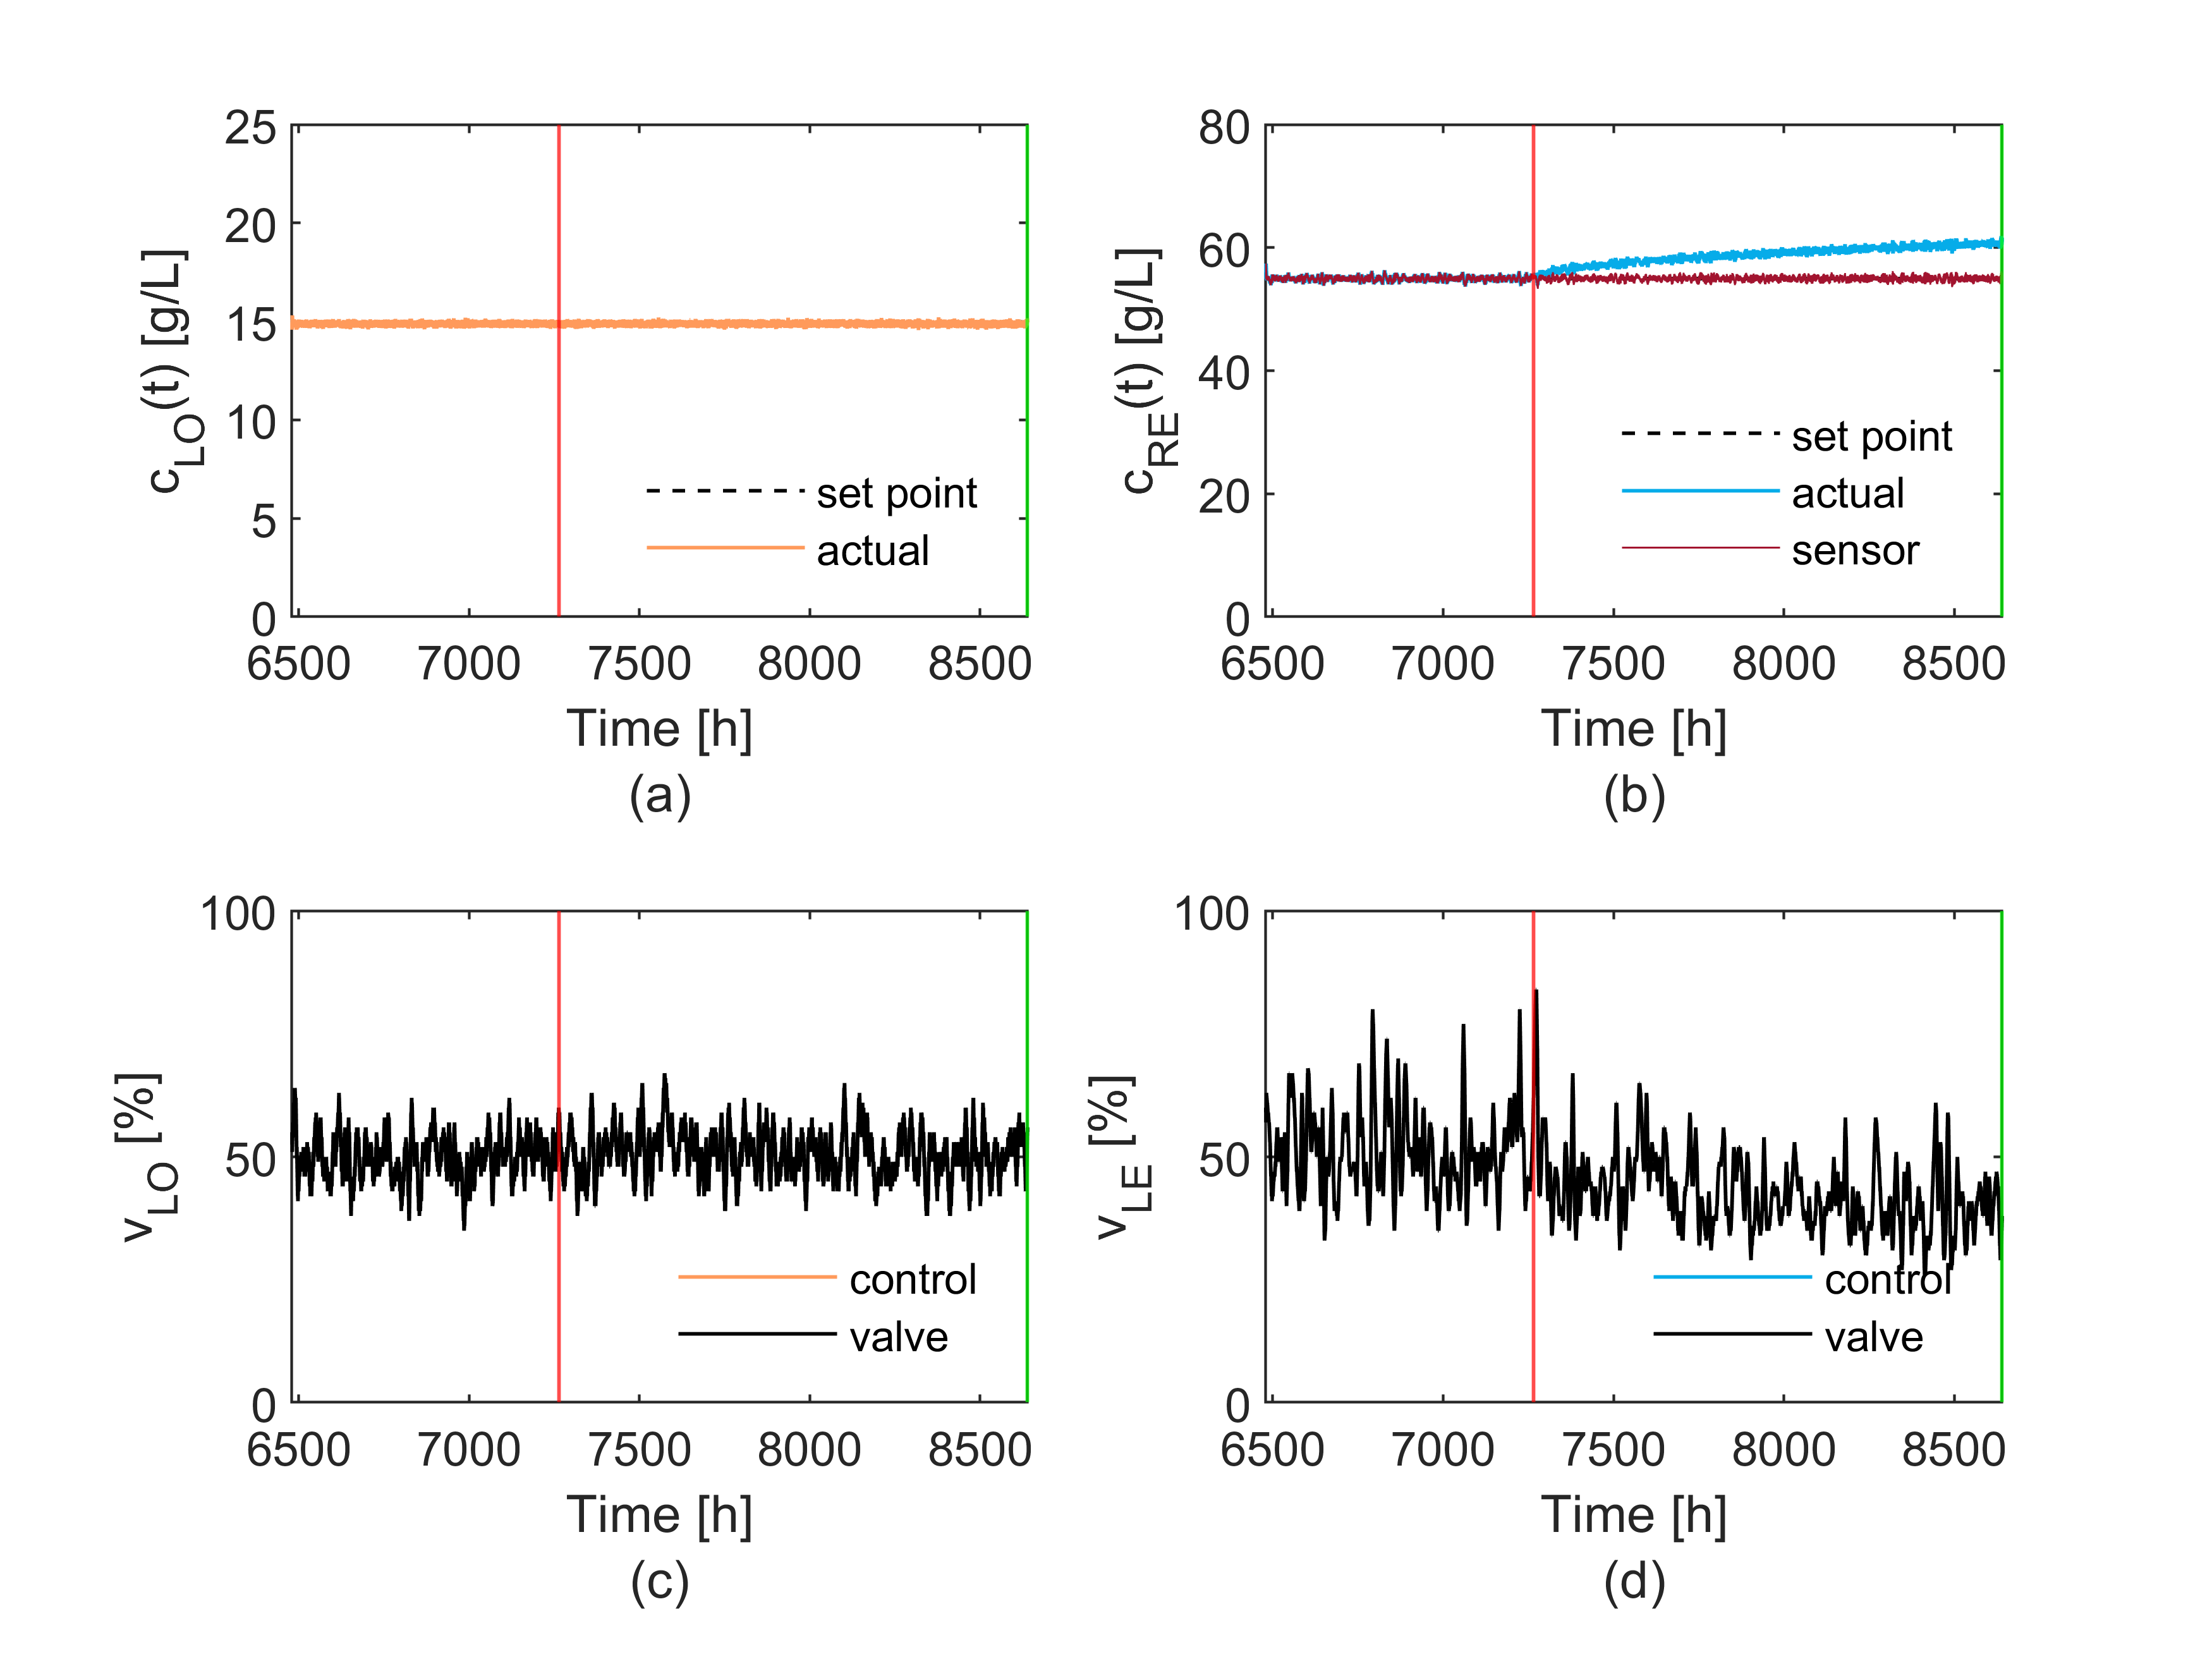 25
20
15
10
5
0
c_LO(t) [g/L]
set point
actual
6500 7000 7500 8000 8500
Time [h]
(a)
80
60
40
20
0
c_RE(t) [g/L]
set point
actual
sensor
6500 7000 7500 8000 8500
Time [h]
(b)
100
50
0
v_LO [%]
control
valve
6500 7000 7500 8000 8500
Time [h]
(c)
100
50
0
v_LE [%]
control
valve
6500 7000 7500 8000 8500
Time [h]
(d)